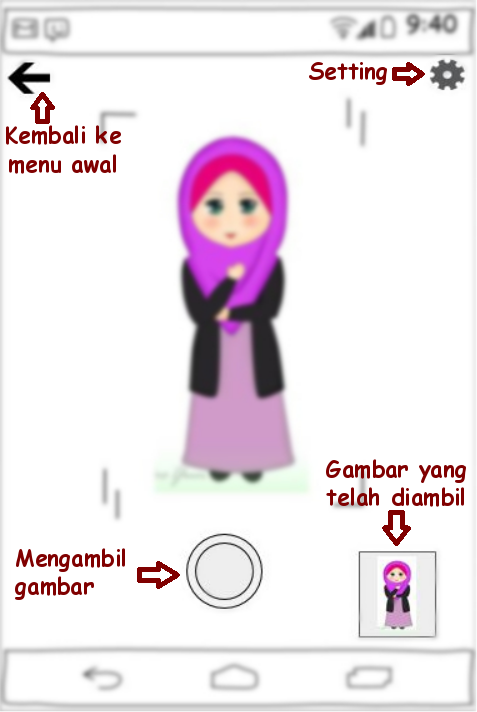 9:40
Setting
Kembali ke
menu awal
Gambar yang
telah diambil
Mengambil
gambar